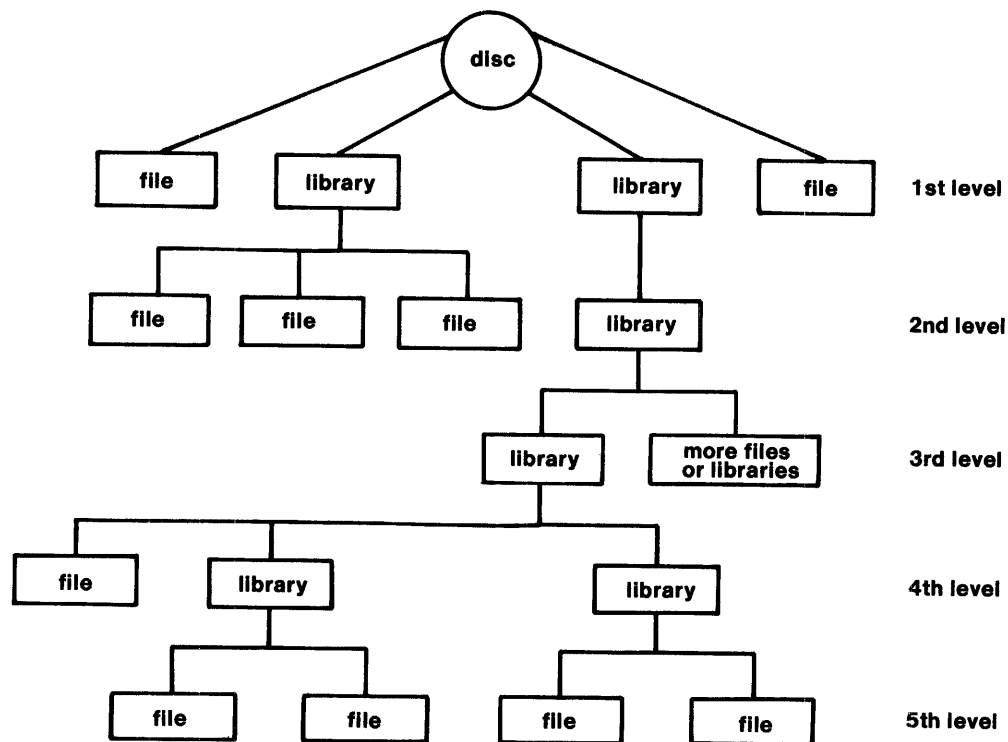 disc
file
library
library
file
1st level
file
file
file
library
2nd level
library
more files
or libraries
3rd level
file
library
library
4th level
file
file
file
file
5th level